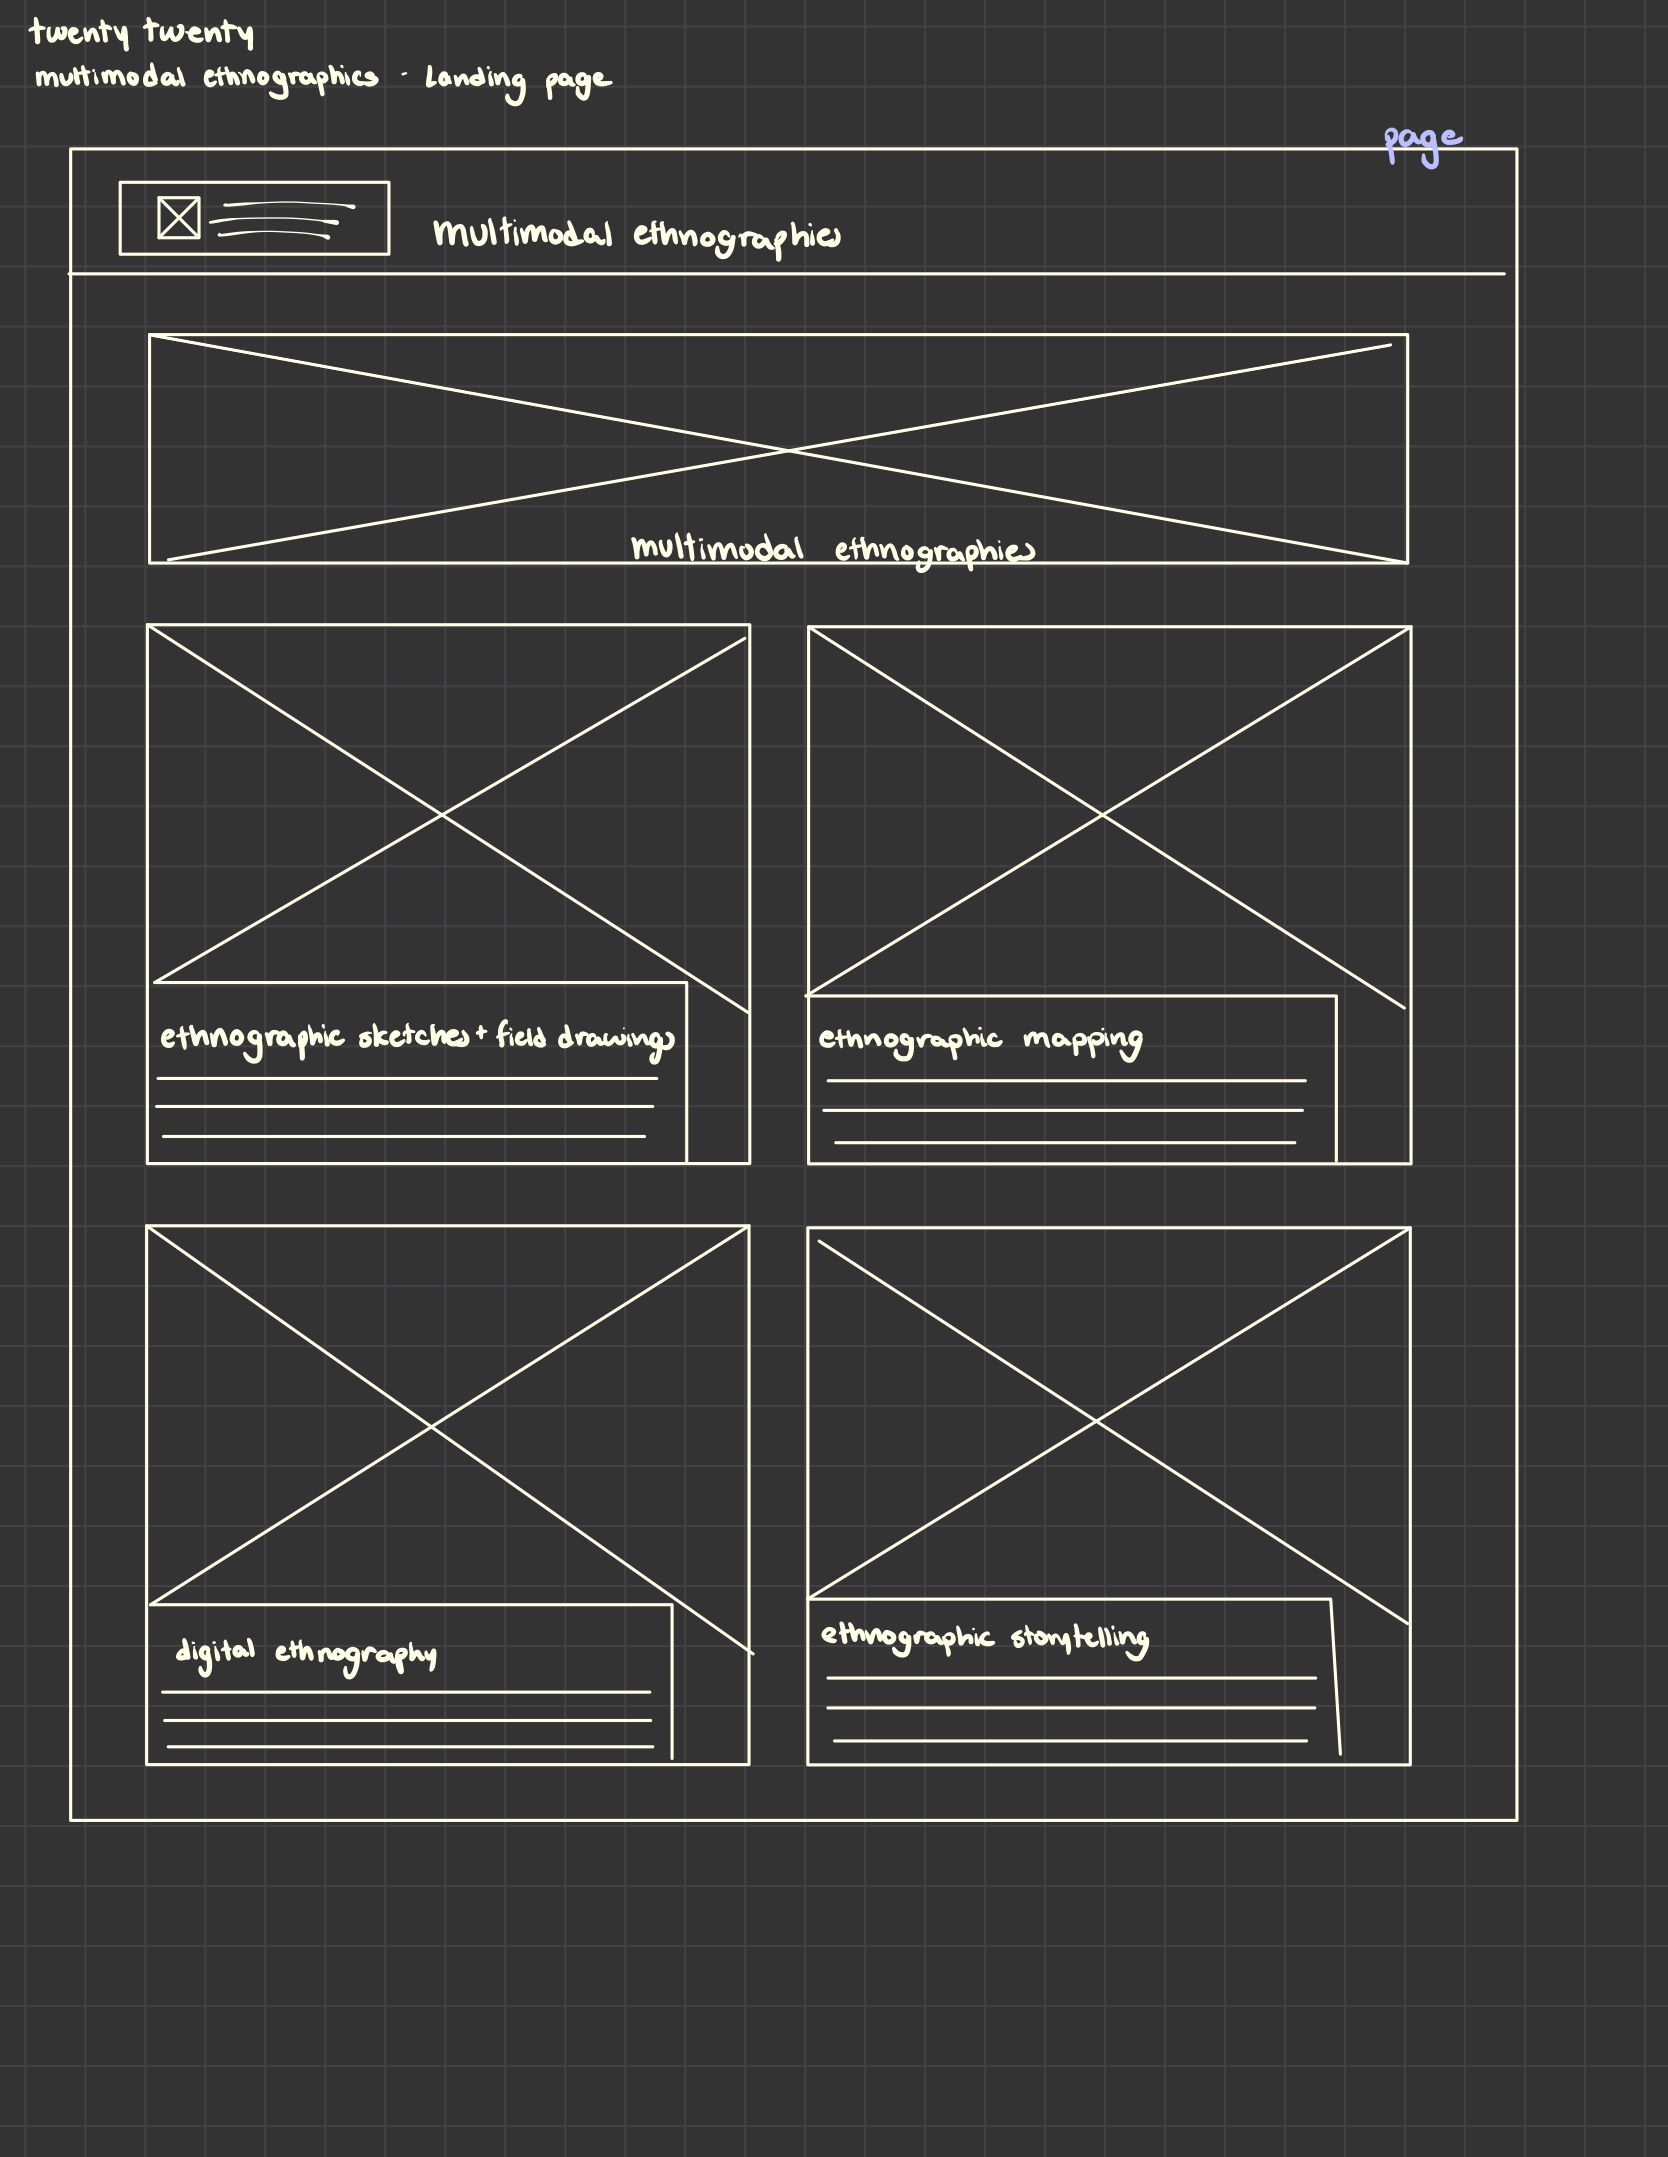 twenty twenty
multimodal ethnographics - Landing page
page
Multimodal ethnographies
multimodal ethnographies
ethnographic sketches + field drawings
ethnographic mapping
digital ethnography
ethnographic storytelling